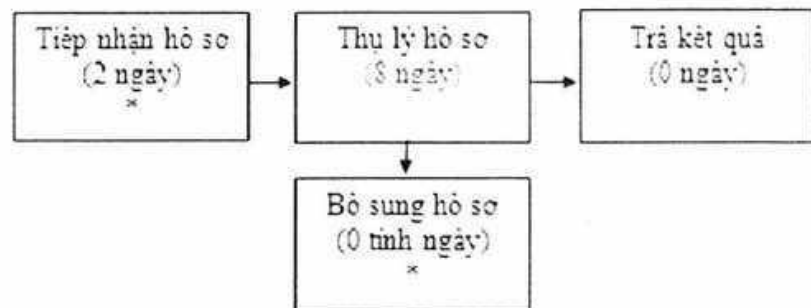 Tiếp nhận hồ sơ
(2 ngày)
*
Thụ lý hồ sơ
(8 ngày)
Trả kết quả
(0 ngày)
Bổ sung hồ sơ
(0 tính ngày)
*